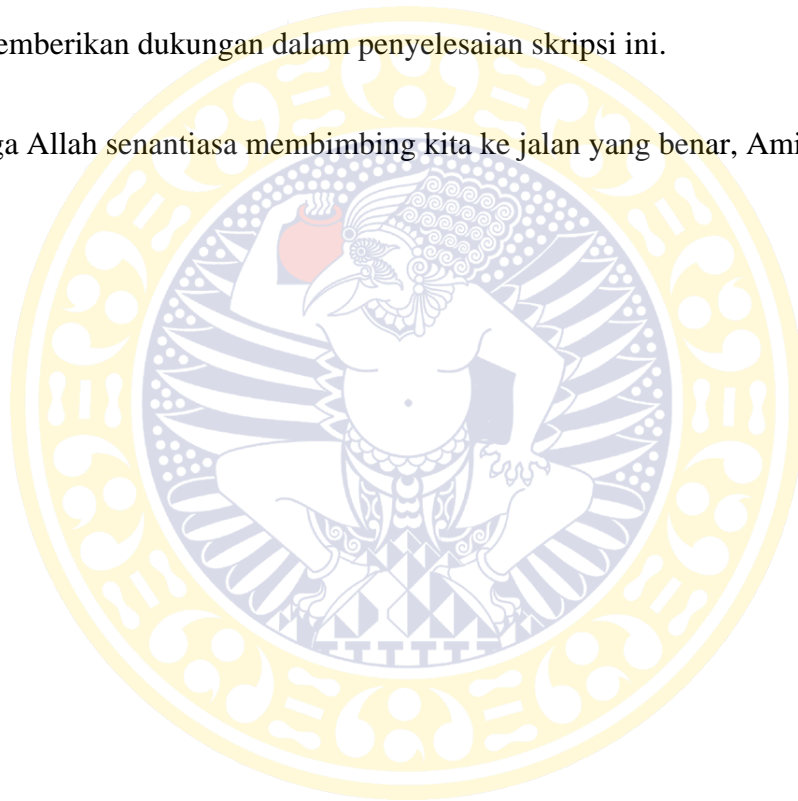 emberikan dukungan dalam penyelesaian skripsi ini.
ga Allah senantiasa membimbing kita ke jalan yang benar, Ami